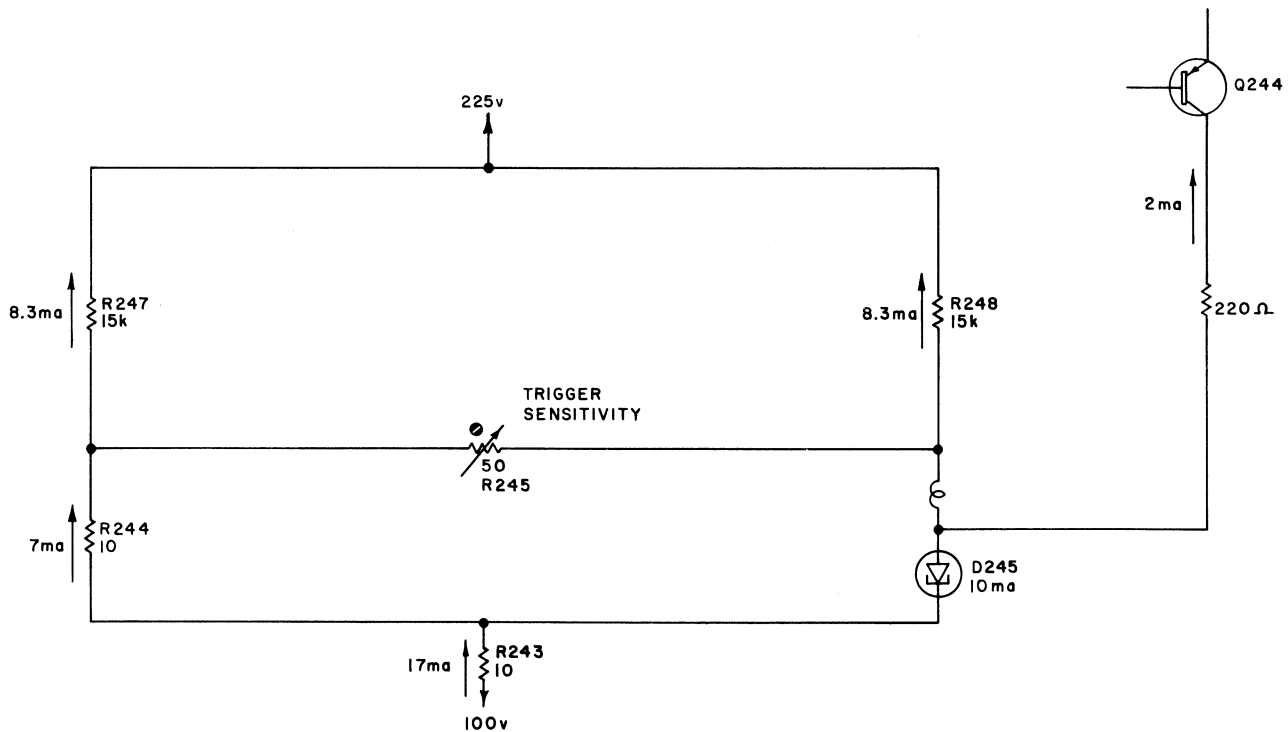 Q244
225v
2ma
8.3ma
R247
15k
8.3ma
R248
15k
220Ω
TRIGGER
SENSITIVITY
50
R245
7ma
R244
10
D245
10ma
17ma
R243
10
100v